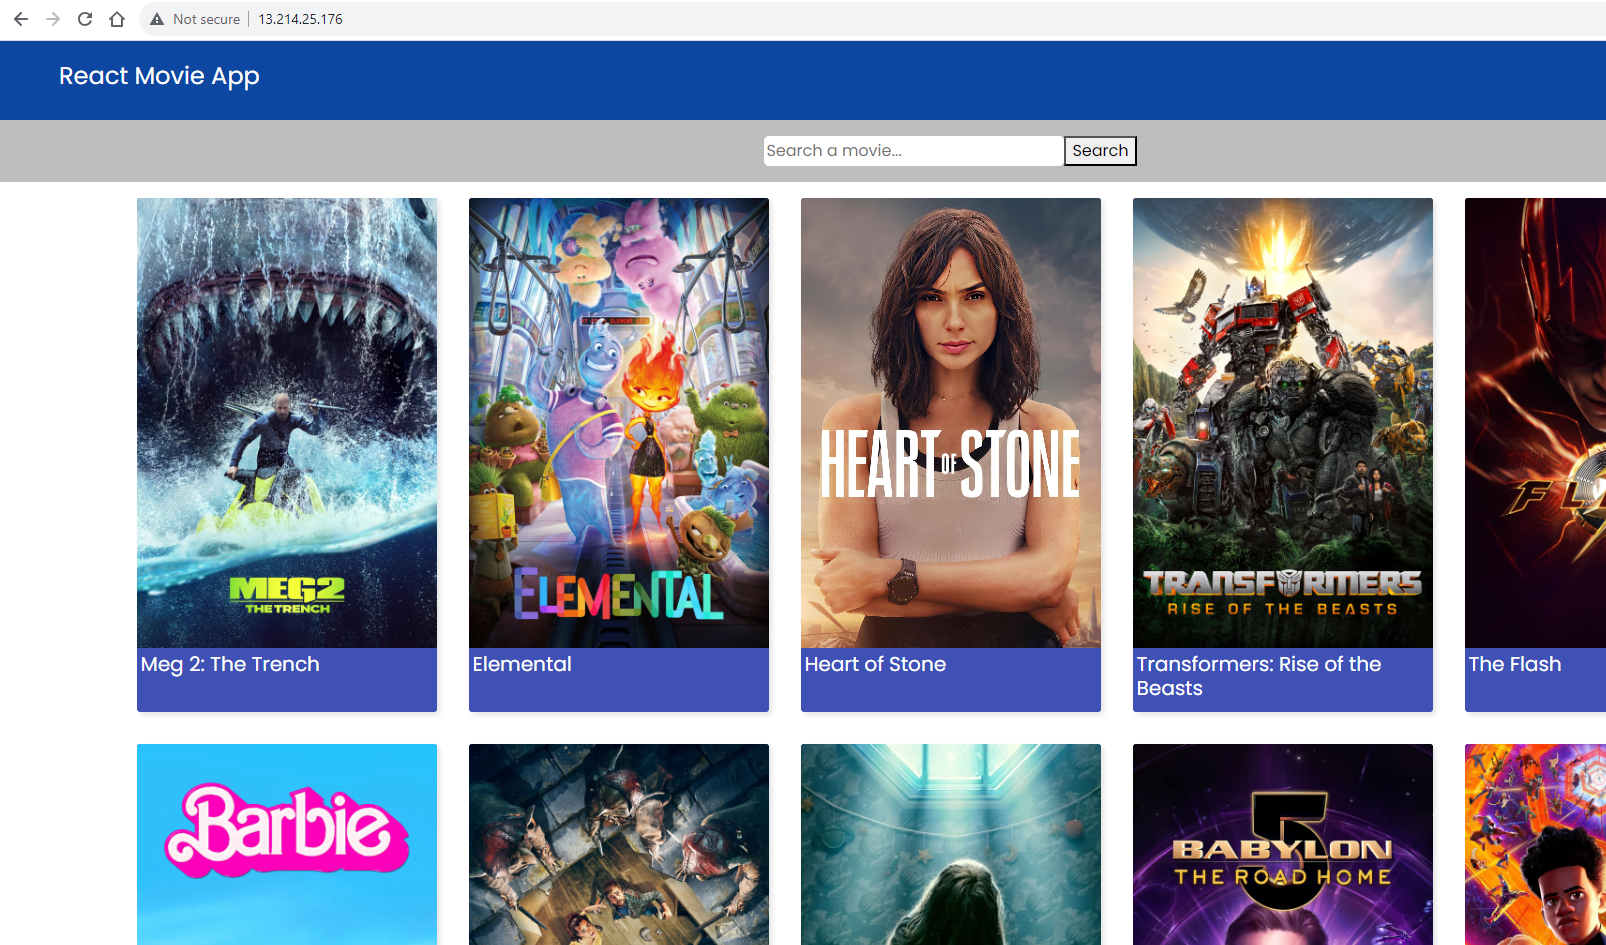 Not secure | 13.214.25.176
React Movie App
Search a movie... Search
MEG2
THE TRENCH
ELEMENTAL
HEART OF STONE
TRANSFORMERS
RISE OF THE BEASTS
Meg 2: The Trench
Elemental
Heart of Stone
Transformers: Rise of the
Beasts
The Flash
Barbie
BABYLON 5
THE ROAD HOME